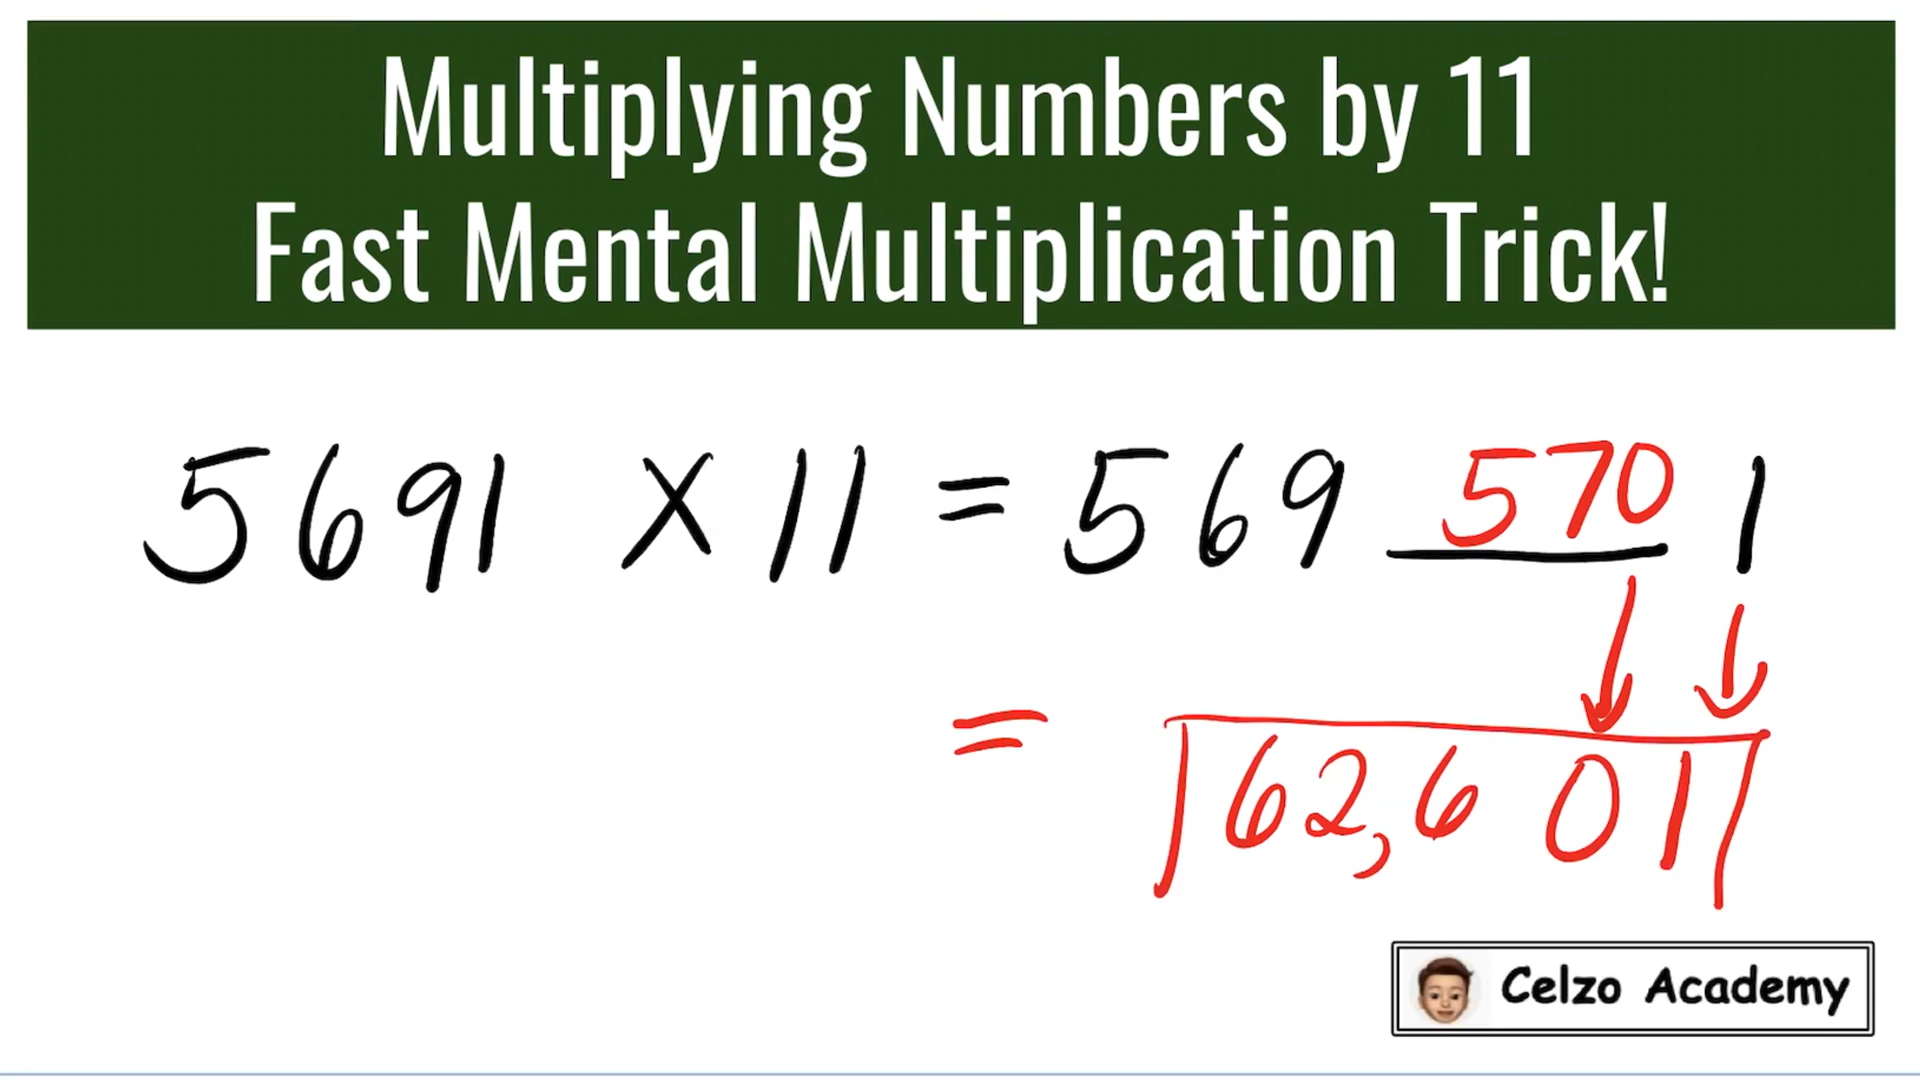 Multiplying Numbers by 11
Fast Mental Multiplication Trick!
5691 X 11 = 569 570 1
= 62,601
Celzo Academy